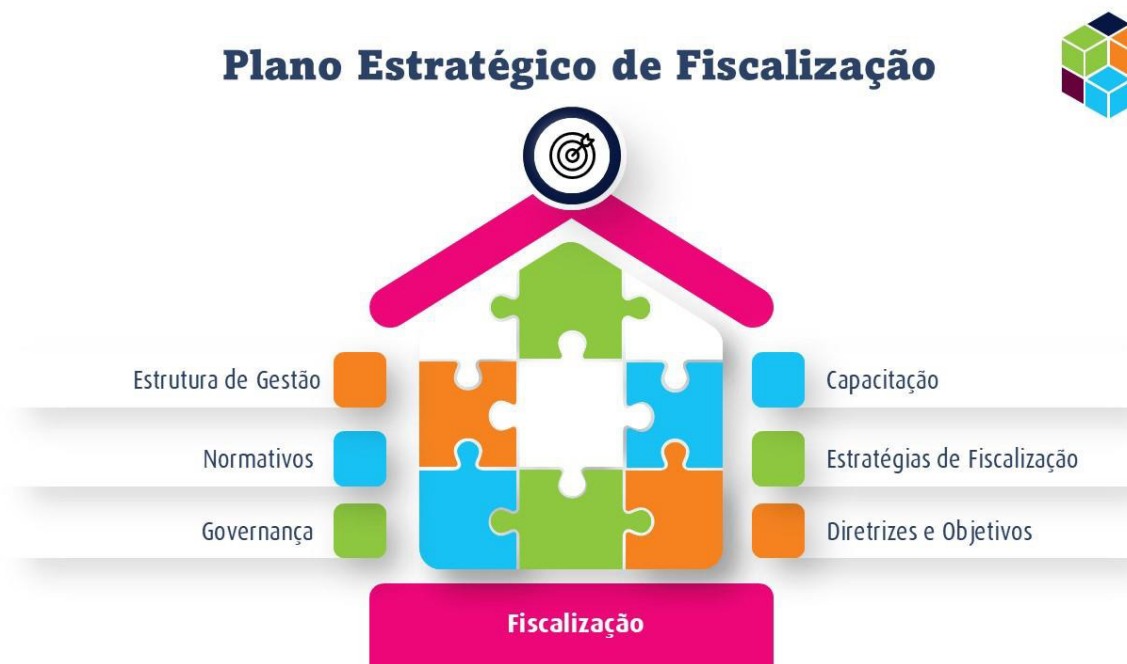 Plano Estratégico de Fiscalização
Estrutura de Gestão
Normativos
Governança
Capacitação
Estratégias de Fiscalização
Diretrizes e Objetivos
Fiscalização